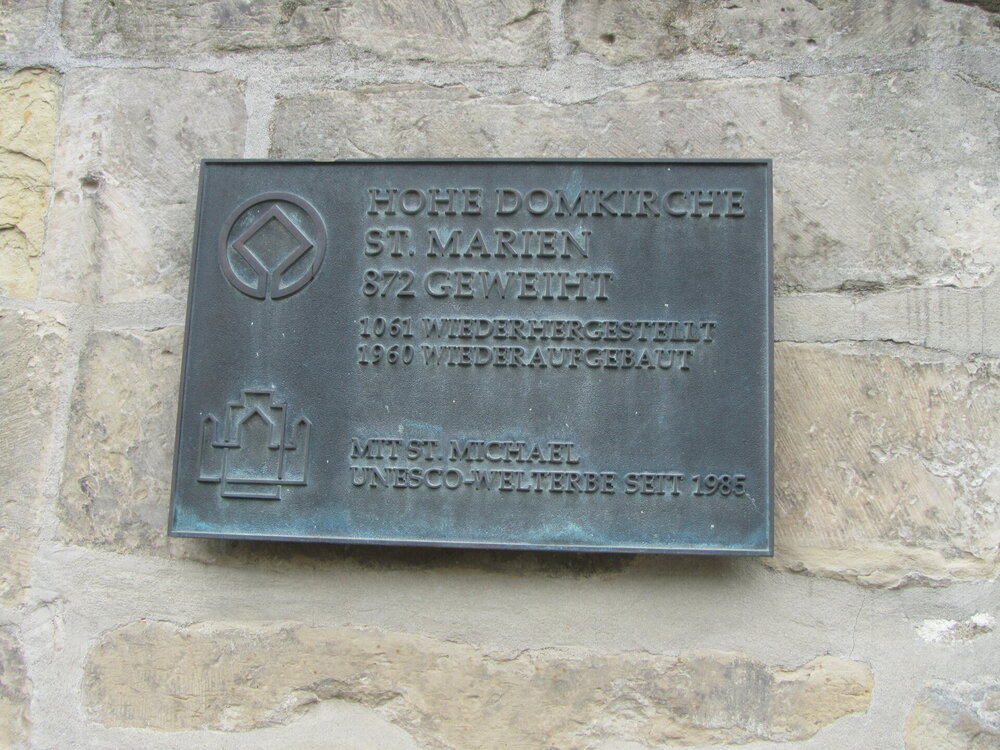 HOHE DOMKIRCHE
ST. MARIEN
872 GEWEIHT
1061 WIEDERHERGESTELLT
1960 WIEDERAUFGEBAUT
MIT ST. MICHAEL
UNESCO-WELTERBE SEIT 1985